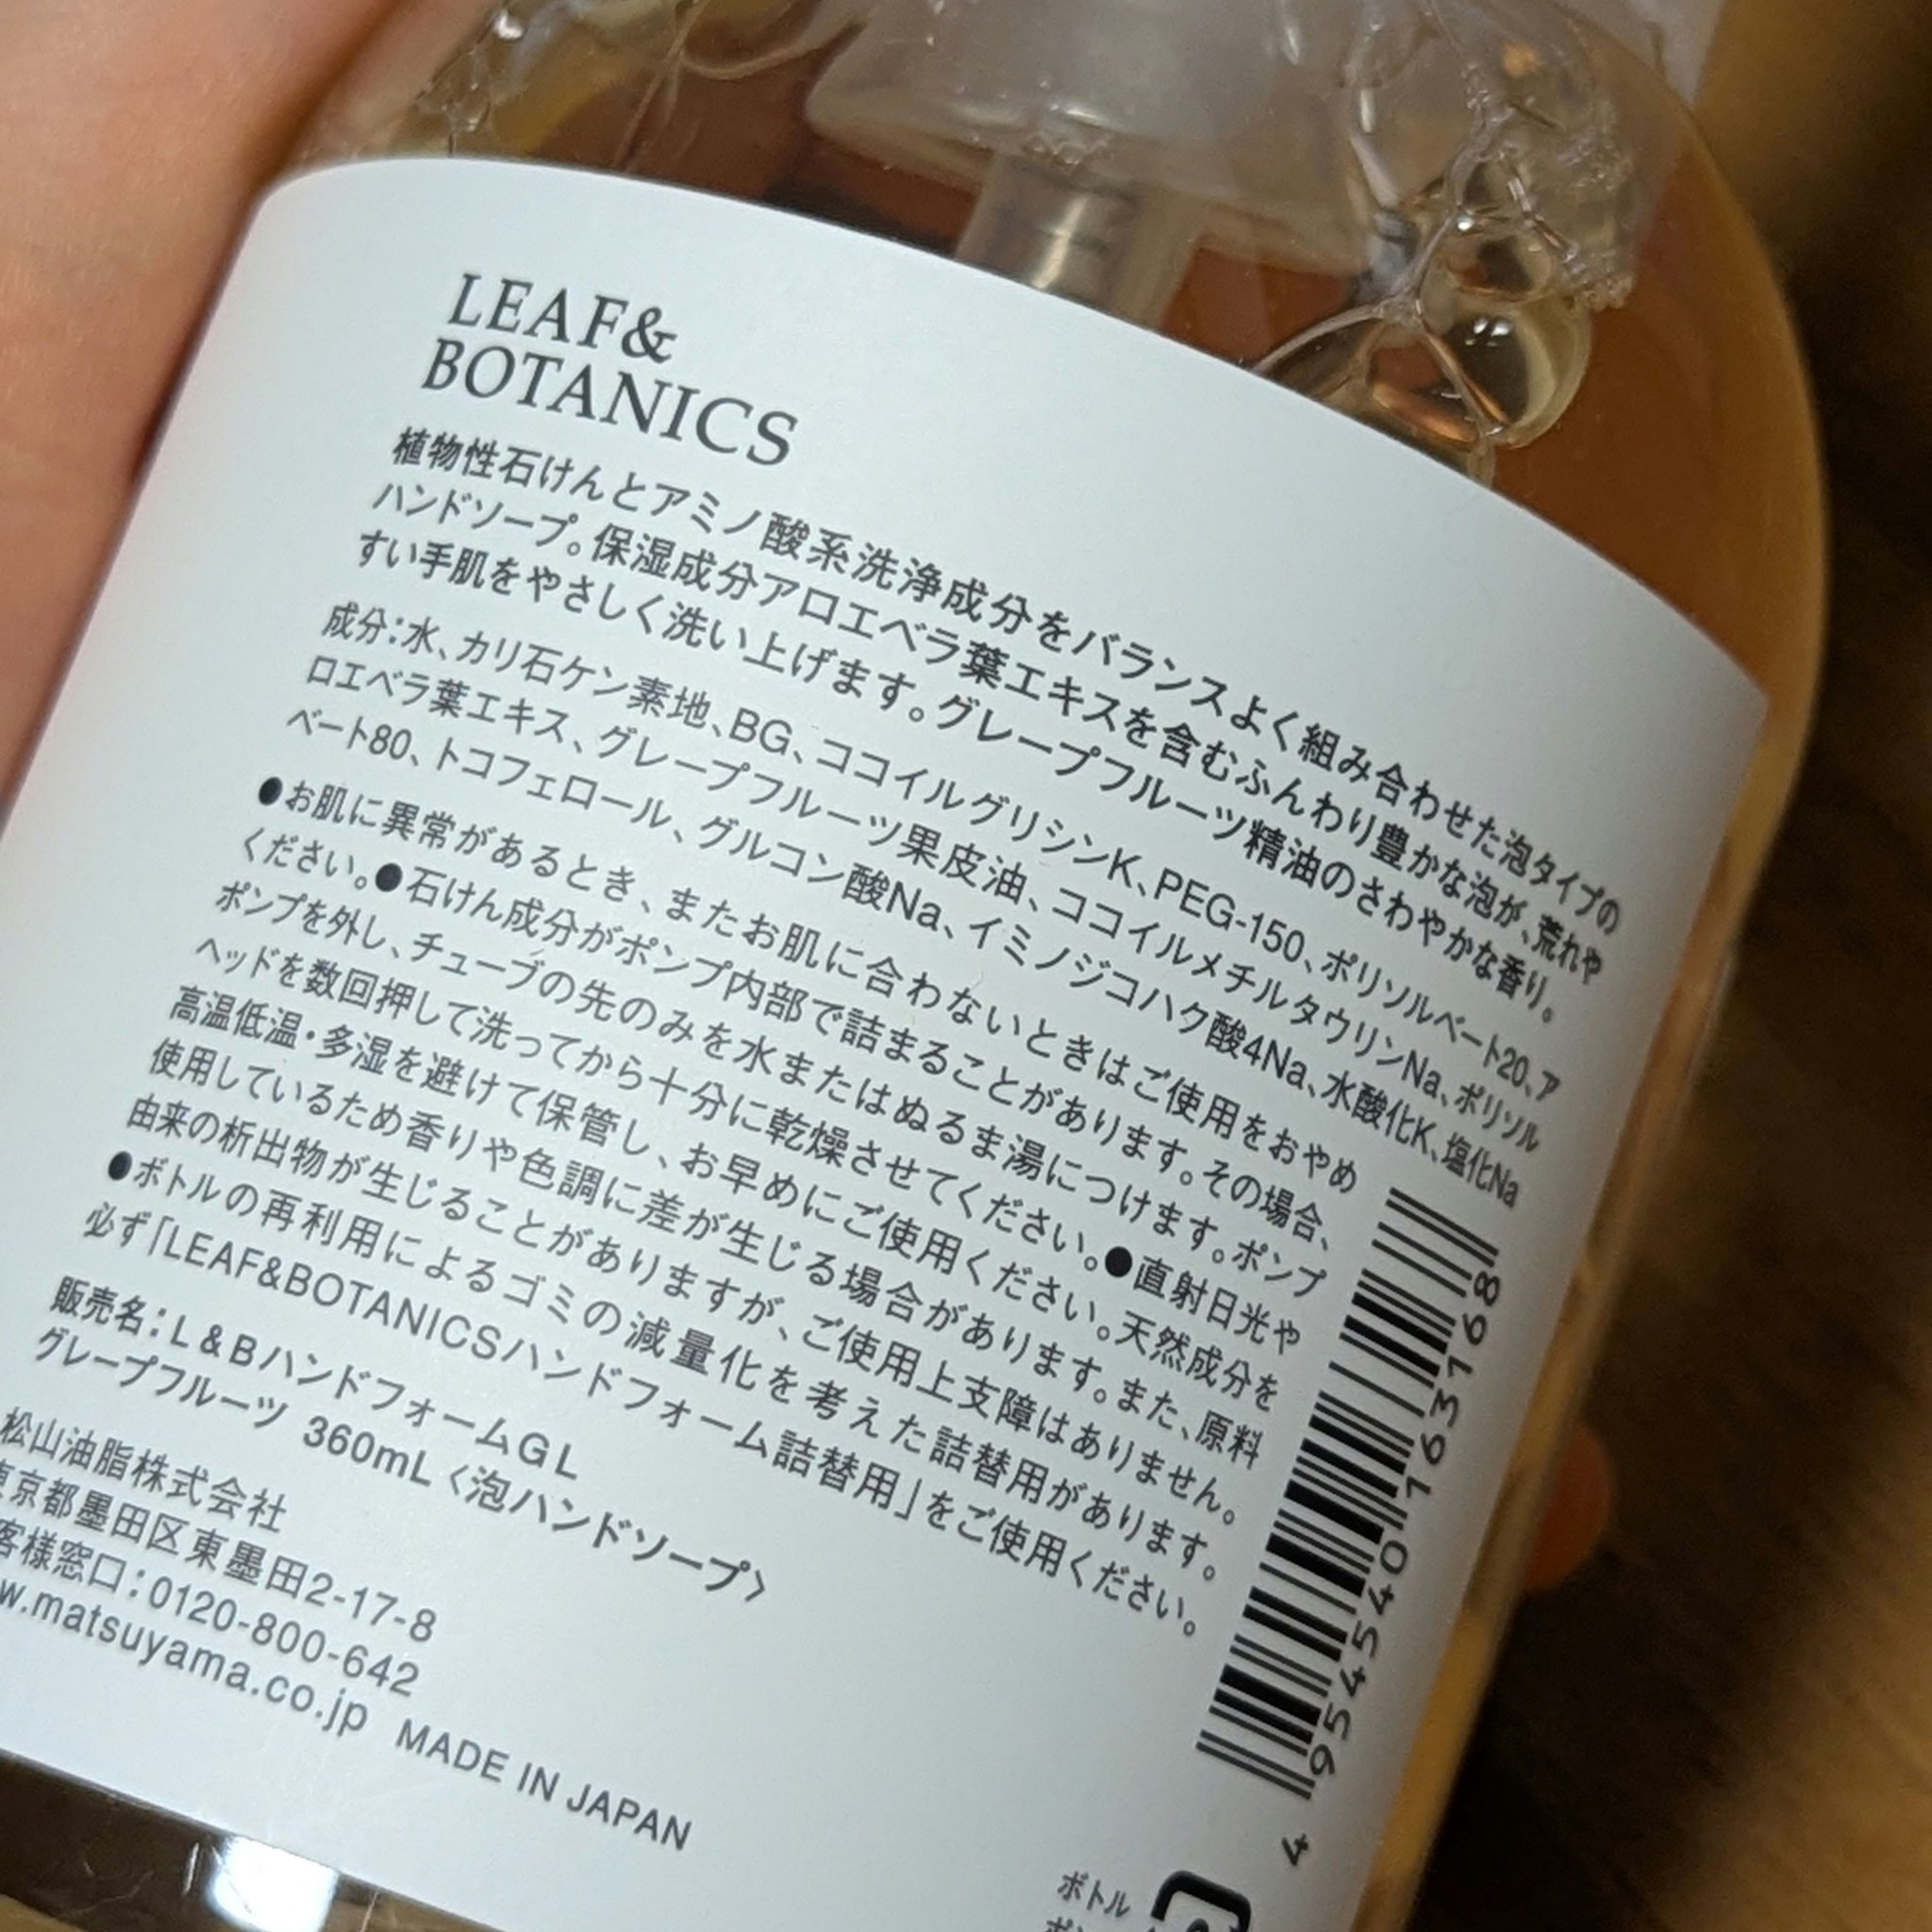 LEAF&
BOTANICS
植物性石けんとアミノ酸系洗浄成分をバランスよく組み合わせた泡タイプの
ハンドソープ。保湿成分アロエベラ葉エキスを含むふんわり豊かな泡が、荒れや
すい手肌をやさしく洗い上げます。グレープフルーツ精油のさわやかな香り。
成分:水、カリ石ケン素地、BG、ココイルグリシンK、PEG-150、ポリソルベート20、ア
ロエベラ葉エキス、グレープフルーツ果皮油、ココイルメチルタウリンNa、ポリソル
ベート80、トコフェロール、グルコン酸Na、イミノジコハク酸4Na、水酸化K、塩化Na
●お肌に異常があるとき、またお肌に合わないときはご使用をおやめ
ください。●石けん成分がポンプ内部で詰まることがあります。その場合、
ポンプを外し、チューブの先のみを水またはぬるま湯につけます。ポンプ
ヘッドを数回押して洗ってから十分に乾燥させてください。●直射日光や
高温低温・多湿を避けて保管し、お早めにご使用ください。天然成分を
使用しているため香りや色調に差が生じる場合があります。また、原料
由来の析出物が生じることがありますが、ご使用上支障はありません。
●ボトルの再利用によるゴミの減量化を考えた詰替用があります。
必ず「LEAF&BOTANICSハンドフォーム詰替用」をご使用ください。
販売名:L&BハンドフォームGL
グレープフルーツ 360mL〈泡ハンドソープ〉
松山油脂株式会社
東京都墨田区東墨田2-17-8
客様窓口:0120-800-642
w.matsuyama.co.jp MADE IN JAPAN
4 954540 163168
ボトル